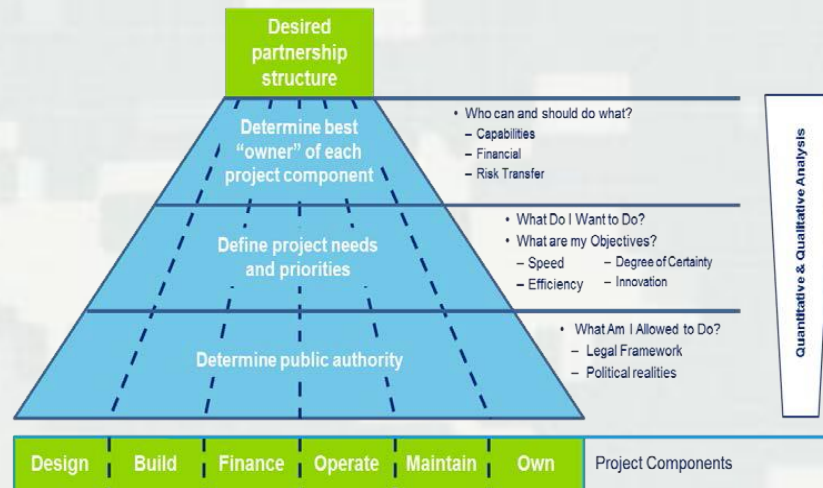 Desired
partnership
structure
Determine best
“owner” of each
project component
• Who can and should do what?
– Capabilities
– Financial
– Risk Transfer
Define project needs
and priorities
• What Do I Want to Do?
• What are my Objectives?
– Speed – Degree of Certainty
– Efficiency – Innovation
Determine public authority
• What Am I Allowed to Do?
– Legal Framework
– Political realities
Quantitative & Qualitative Analysis
Design Build Finance Operate Maintain Own Project Components